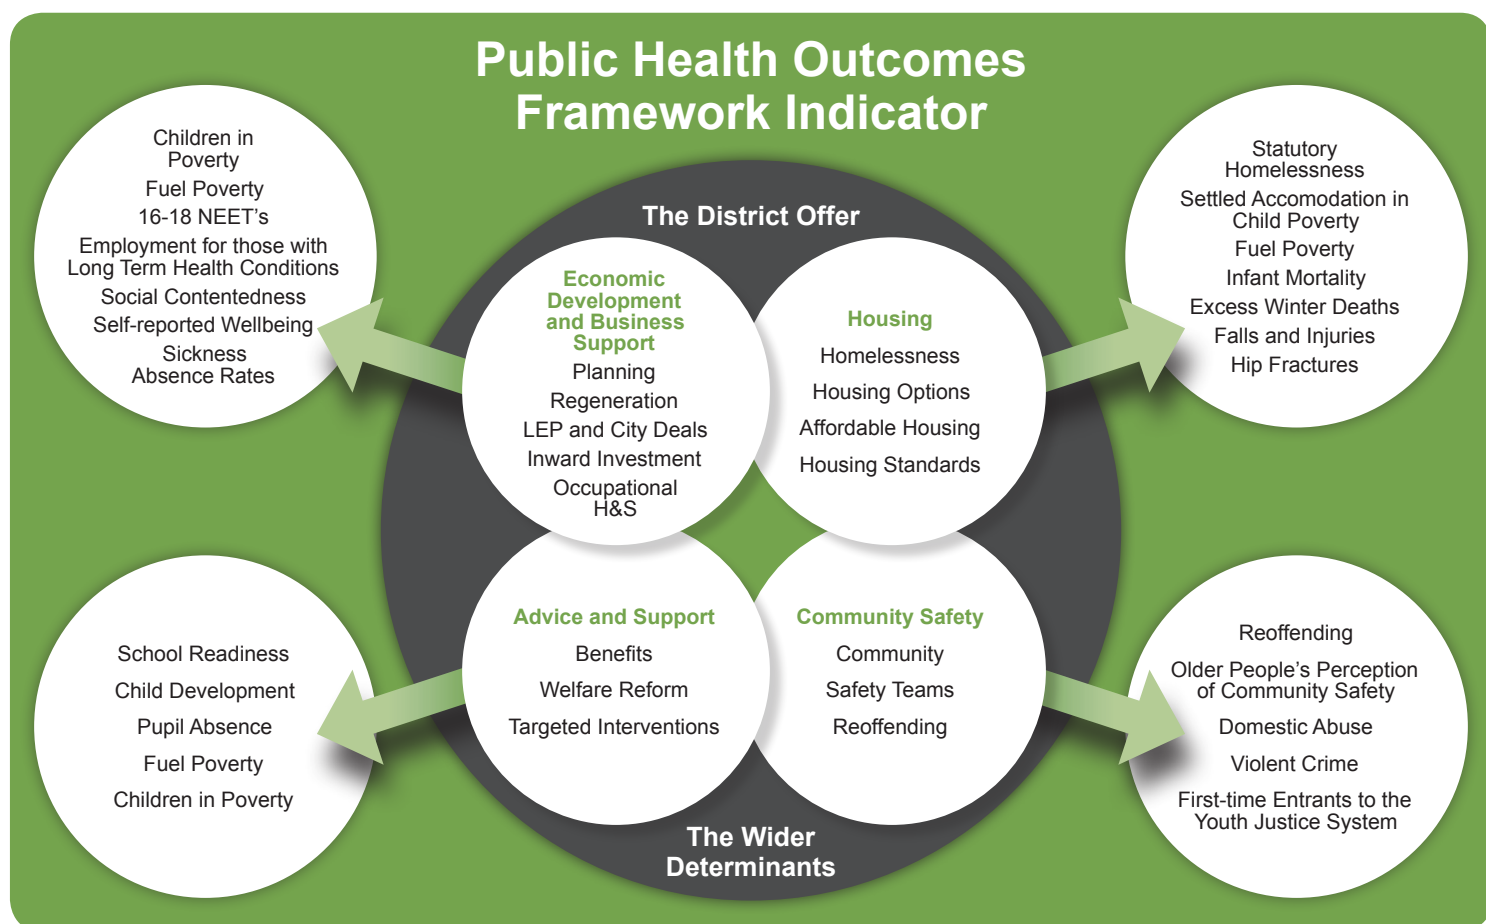 Public Health Outcomes
Framework Indicator
Children in
Poverty
Fuel Poverty
16-18 NEET's
Employment for those with
Long Term Health Conditions
Social Contentedness
Self-reported Wellbeing
Sickness
Absence Rates
Statutory
Homelessness
Settled Accomodation in
Child Poverty
Fuel Poverty
Infant Mortality
Excess Winter Deaths
Falls and Injuries
Hip Fractures
The District Offer
Economic
Development
and Business
Support
Planning
Regeneration
LEP and City Deals
Inward Investment
Occupational
H&S
Housing
Homelessness
Housing Options
Affordable Housing
Housing Standards
Advice and Support
Benefits
Welfare Reform
Targeted Interventions
Community Safety
Community
Safety Teams
Reoffending
School Readiness
Child Development
Pupil Absence
Fuel Poverty
Children in Poverty
Reoffending
Older People's Perception
of Community Safety
Domestic Abuse
Violent Crime
First-time Entrants to the
Youth Justice System
The Wider
Determinants